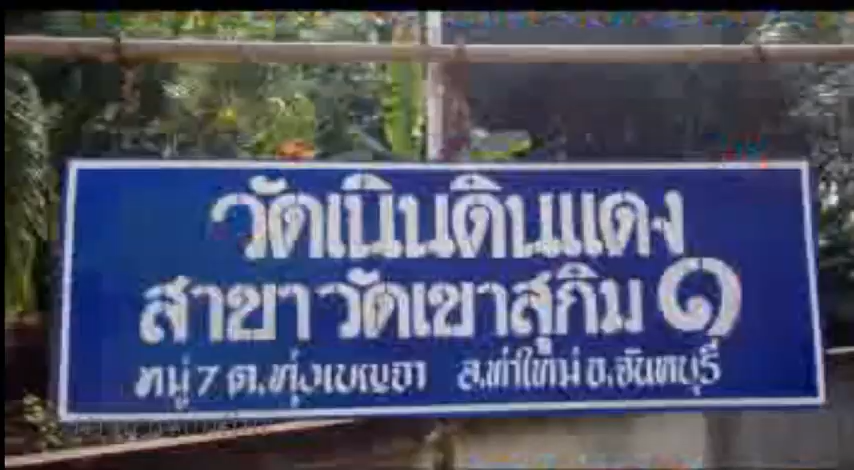 วัดเนินดินแดง
สาขาวัดเขาสุกิม ๑
หมู่ 7 ต.ทุ่งเบญจา อ.ท่าใหม่ จ.จันทบุรี